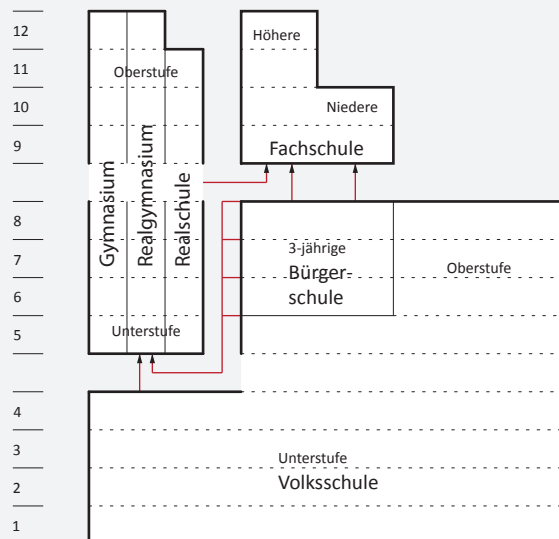 12
Höhere
11
Oberstufe
10
Niedere
9
Fachschule
Gymnasium
Realgymnasium
Realschule
8
3-jährige
7
Bürger-
Oberstufe
6
schule
5
Unterstufe
4
3
Unterstufe
2
Volksschule
1